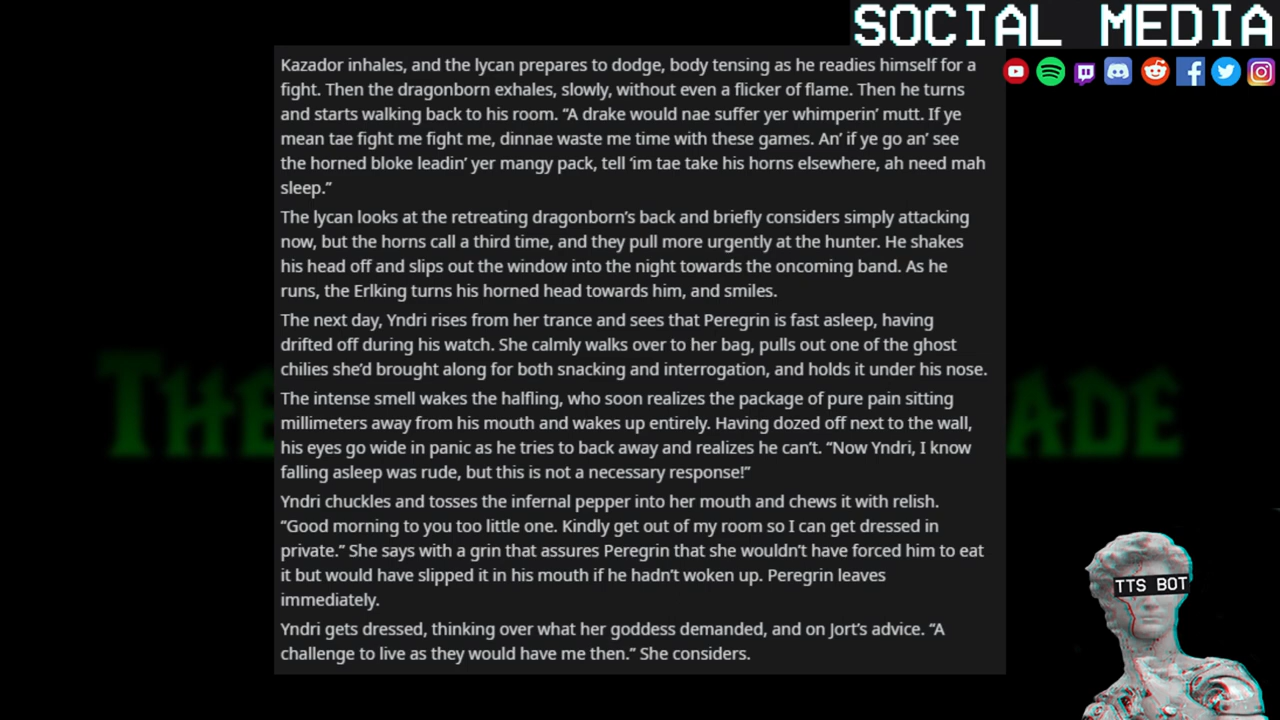 SOCIAL MEDIA
Kazador inhales, and the lycan prepares to dodge, body tensing as he readies himself for a
fight. Then the dragonborn exhales, slowly, without even a flicker of flame. Then he turns
and starts walking back to his room. “A drake would nae suffer yer whimperin’ mutt. If ye
mean tae fight me fight me, dinnae waste me time with these games. An’ if ye go an’ see
the horned bloke leadin’ yer mangy pack, tell ‘im tae take his horns elsewhere, ah need mah
sleep.”
The lycan looks at the retreating dragonborn’s back and briefly considers simply attacking
now, but the horns call a third time, and they pull more urgently at the hunter. He shakes
his head off and slips out the window into the night towards the oncoming band. As he
runs, the Erlking turns his horned head towards him, and smiles.
The next day, Yndri rises from her trance and sees that Peregrin is fast asleep, having
drifted off during his watch. She calmly walks over to her bag, pulls out one of the ghost
chilies she’d brought along for both snacking and interrogation, and holds it under his nose.
The intense smell wakes the halfling, who soon realizes the package of pure pain sitting
millimeters away from his mouth and wakes up entirely. Having dozed off next to the wall,
his eyes go wide in panic as he tries to back away and realizes he can’t. “Now Yndri, I know
falling asleep was rude, but this is not a necessary response!”
Yndri chuckles and tosses the infernal pepper into her mouth and chews it with relish.
“Good morning to you too little one. Kindly get out of my room so I can get dressed in
private.” She says with a grin that assures Peregrin that she wouldn’t have forced him to eat
it but would have slipped it in his mouth if he hadn’t woken up. Peregrin leaves
immediately.
Yndri gets dressed, thinking over what her goddess demanded, and on Jort’s advice. “A
challenge to live as they would have me then.” She considers.
TTS BOT